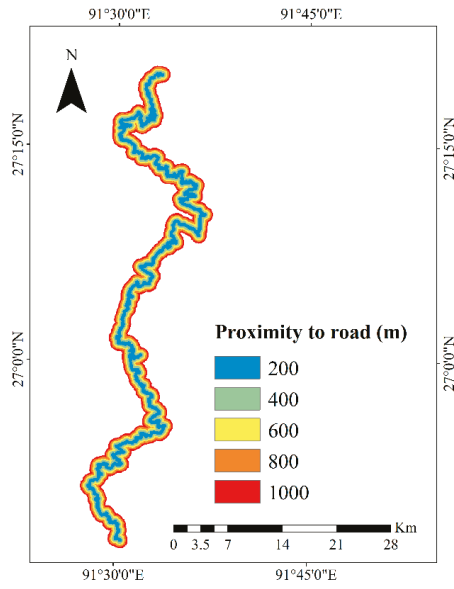 91°30'0"E 91°45'0"E
N
27°15'0"N 27°15'0"N
27°0'0"N 27°0'0"N
Proximity to road (m)
200
400
600
800
1000
Km
0 3.5 7 14 21 28
91°30'0"E 91°45'0"E